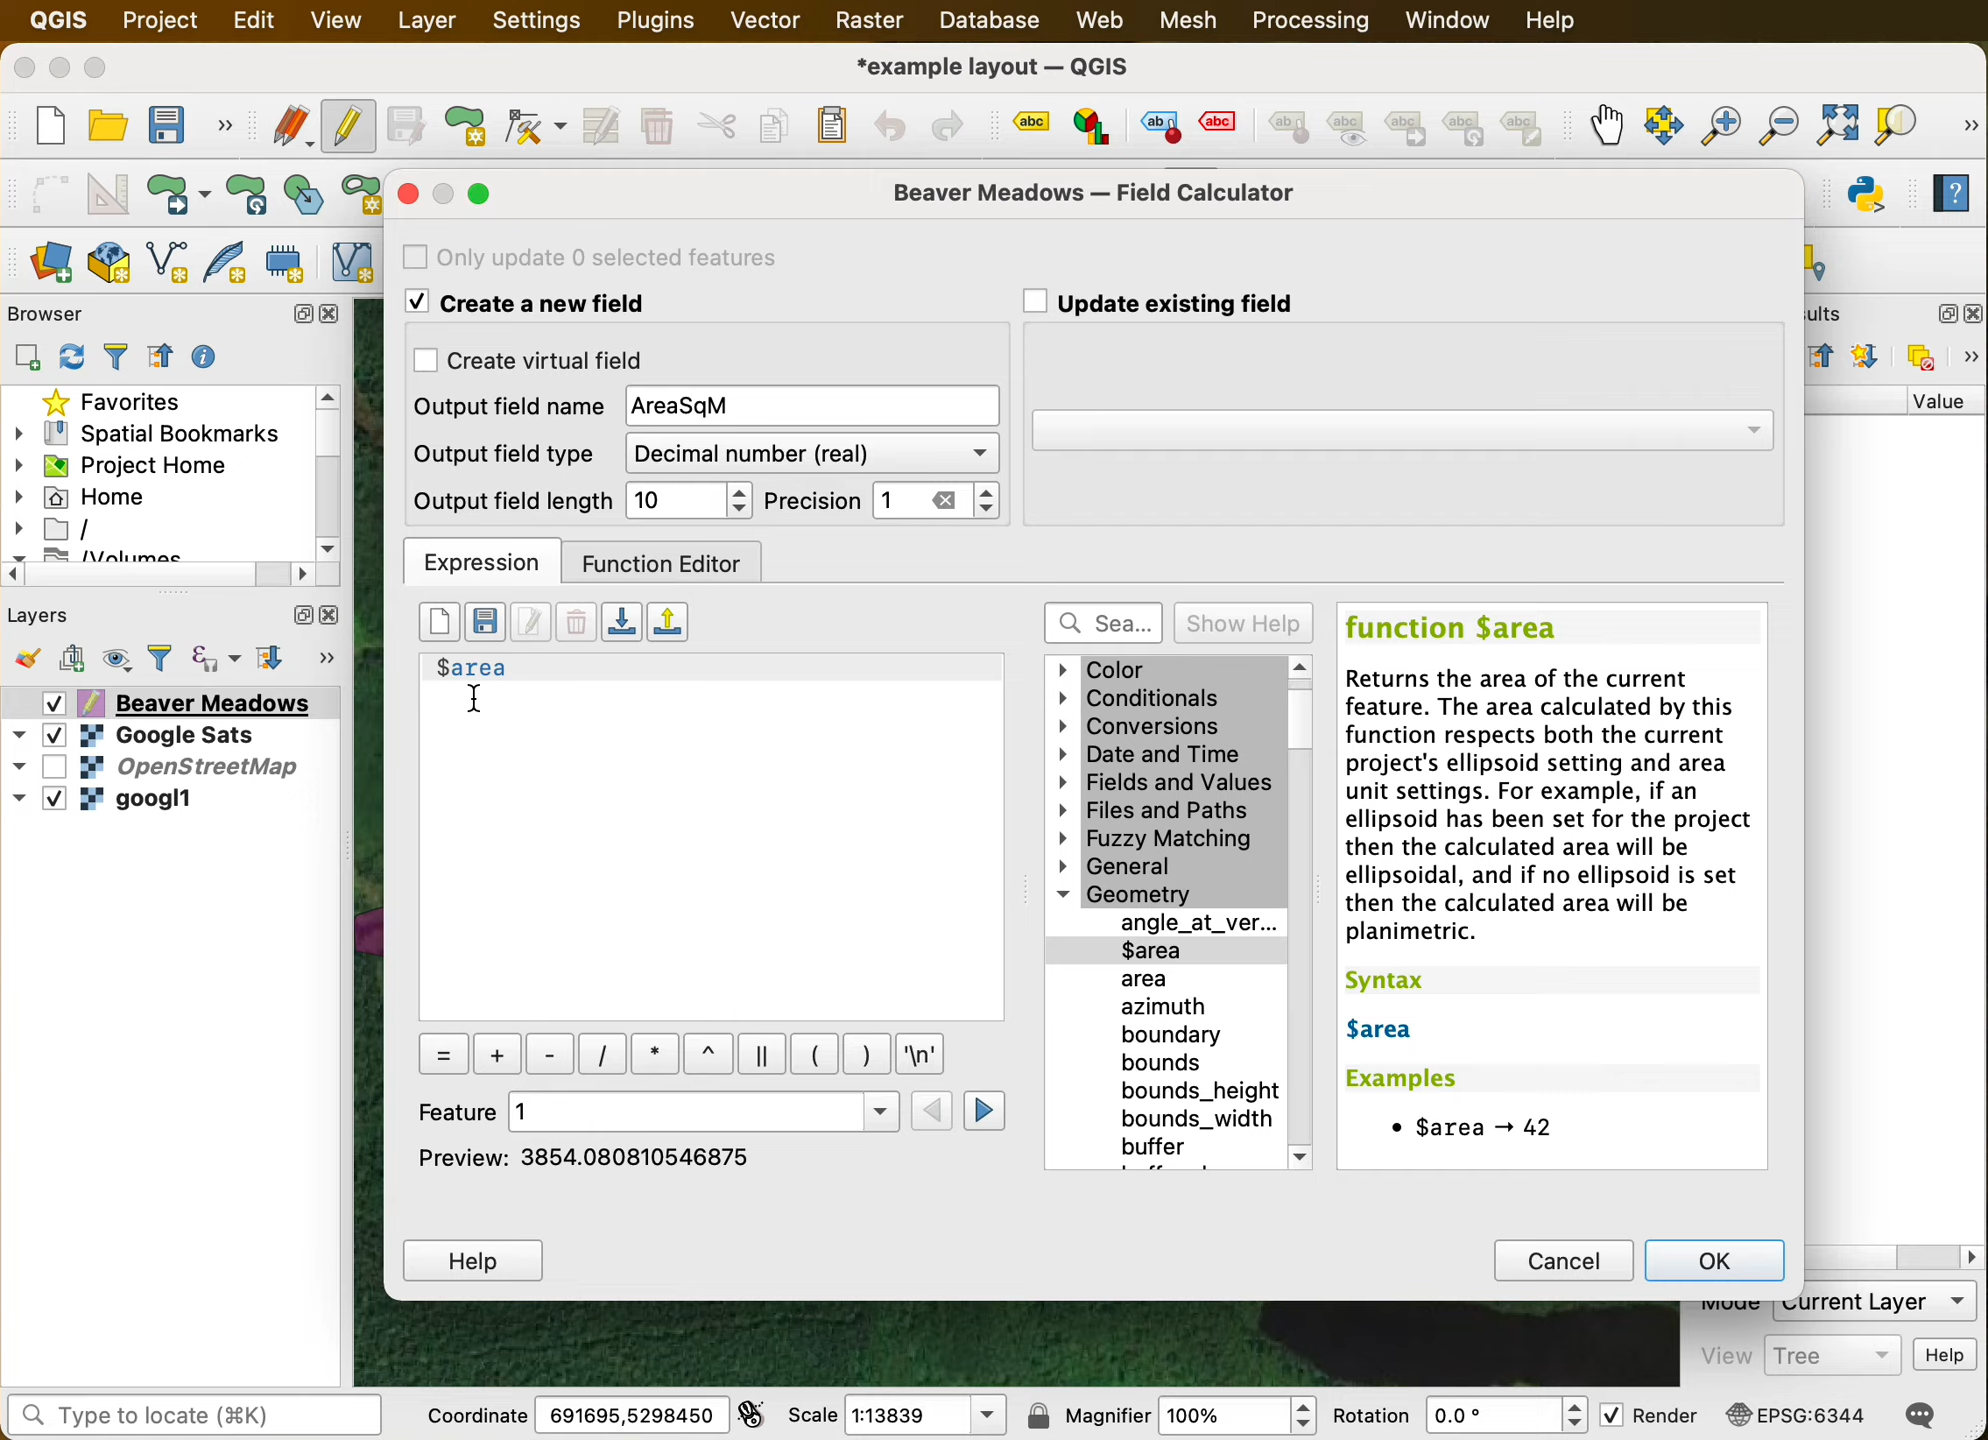 QGIS Project Edit View Layer Settings Plugins Vector Raster Database Web Mesh Processing Window Help
*example layout — QGIS
abc ab abc ab abc abc abc abc
Beaver Meadows — Field Calculator
Only update 0 selected features
Create a new field
Update existing field
Create virtual field
Output field name AreaSqM
Output field type Decimal number (real)
Output field length 10 Precision 1
Expression Function Editor
$area
Sea... Show Help
Color
Conditionals
Conversions
Date and Time
Fields and Values
Files and Paths
Fuzzy Matching
General
Geometry
angle_at_ver...
$area
area
azimuth
boundary
bounds
bounds_height
bounds_width
buffer
function $area
Returns the area of the current
feature. The area calculated by this
function respects both the current
project's ellipsoid setting and area
unit settings. For example, if an
ellipsoid has been set for the project
then the calculated area will be
ellipsoidal, and if no ellipsoid is set
then the calculated area will be
planimetric.
Syntax
$area
Examples
• $area → 42
= + - / * ^ || ( ) '\n'
Feature 1
Preview: 3854.080810546875
Help Cancel OK
Browser
Favorites
Spatial Bookmarks
Project Home
Home
/
/Volumes
Layers
Beaver Meadows
Google Sats
OpenStreetMap
googl1
ults
Value
Mode Current Layer
View Tree Help
Type to locate (⌘K) Coordinate 691695,5298450 Scale 1:13839 Magnifier 100% Rotation 0.0 ° Render EPSG:6344